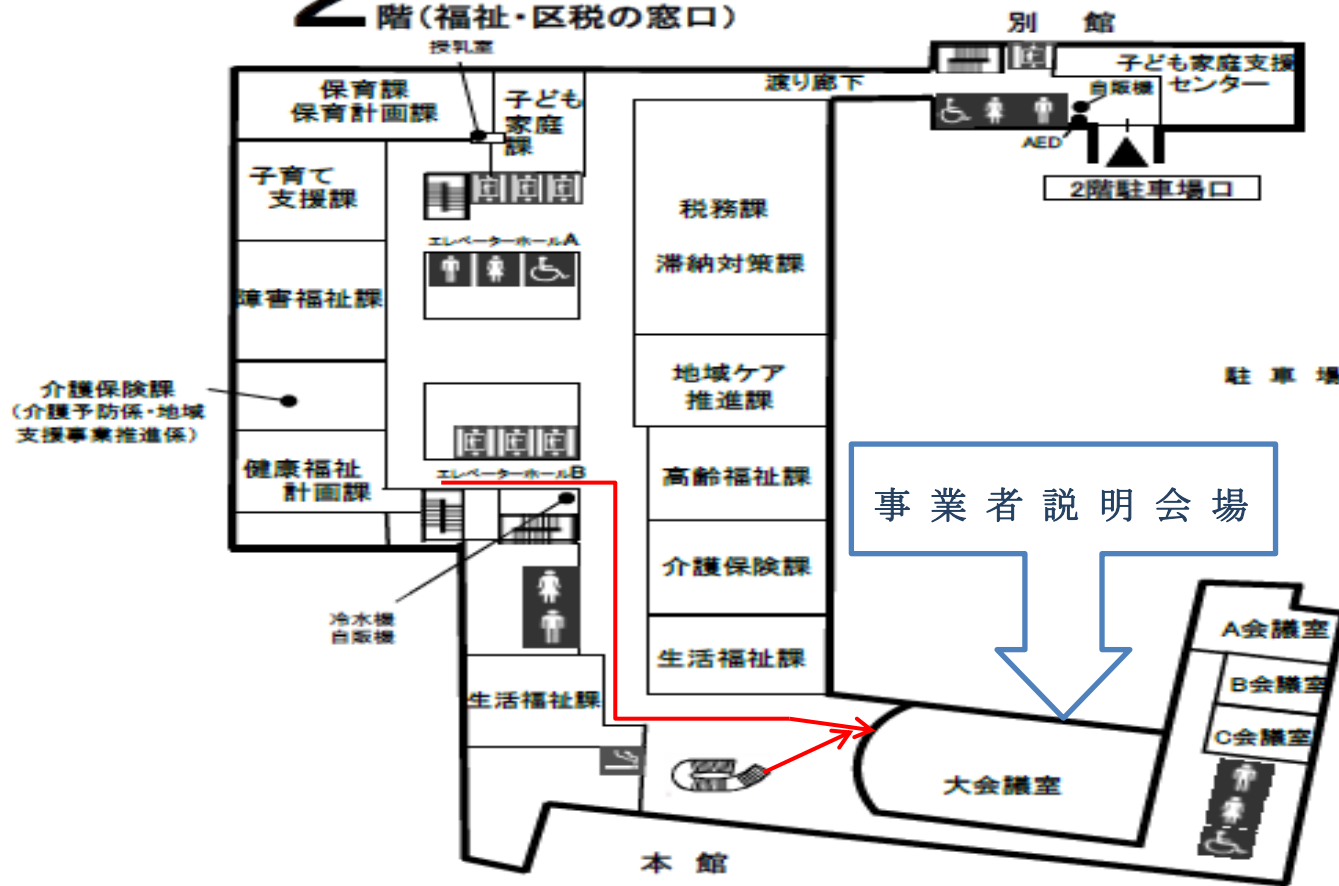 2階(福祉・区税の窓口)
別館
授乳室
保育課
保育計画課
子ども
家庭
課
渡り廊下
子ども家庭支援
センター
自販機
AED
2階駐車場口
子育て
支援課
税務課
滞納対策課
エレベーターホールA
障害福祉課
介護保険課
(介護予防係・地域
支援事業推進係)
地域ケア
推進課
駐車場
健康福祉
計画課
エレベーターホールB
高齢福祉課
事業者説明会場
介護保険課
冷水機
自販機
生活福祉課
生活福祉課
A会議室
B会議室
C会議室
大会議室
本館